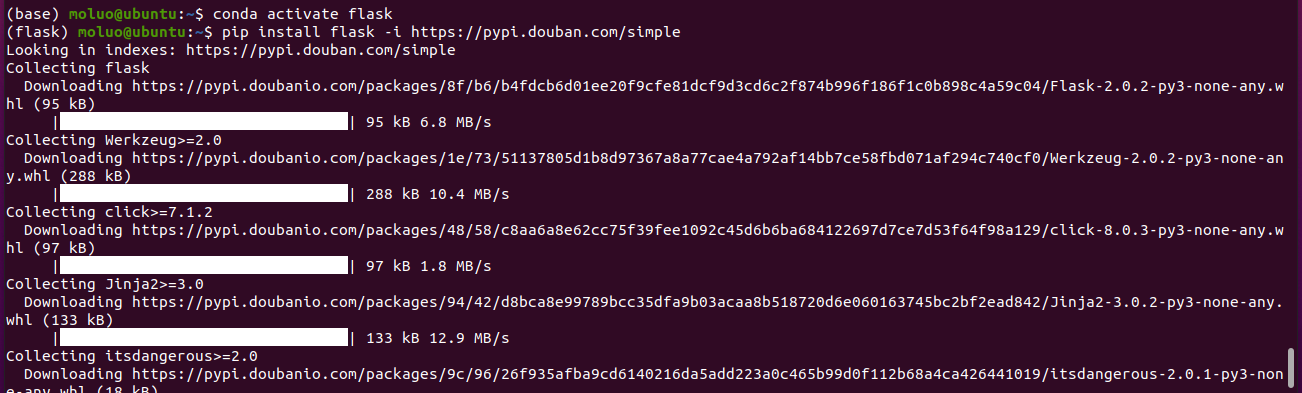 (base) moluo@ubuntu:~$ conda activate flask
(flask) moluo@ubuntu:~$ pip install flask -i https://pypi.douban.com/simple
Looking in indexes: https://pypi.douban.com/simple
Collecting flask
  Downloading https://pypi.doubanio.com/packages/8f/b6/b4fdcb6d01ee20f9cfe81dcf9d3cd6c2f874b996f186f1c0b898c4a59c04/Flask-2.0.2-py3-none-any.w
hl (95 kB)
     |                                | 95 kB 6.8 MB/s
Collecting Werkzeug>=2.0
  Downloading https://pypi.doubanio.com/packages/1e/73/51137805d1b8d97367a8a77cae4a792af14bb7ce58fbd071af294c740cf0/Werkzeug-2.0.2-py3-none-an
y.whl (288 kB)
     |                                | 288 kB 10.4 MB/s
Collecting click>=7.1.2
  Downloading https://pypi.doubanio.com/packages/48/58/c8aa6a8e62cc75f39fee1092c45d6b6ba684122697d7ce7d53f64f98a129/click-8.0.3-py3-none-any.w
hl (97 kB)
     |                                | 97 kB 1.8 MB/s
Collecting Jinja2>=3.0
  Downloading https://pypi.doubanio.com/packages/94/42/d8bca8e99789bcc35dfa9b03acaa8b518720d6e060163745bc2bf2ead842/Jinja2-3.0.2-py3-none-any.
whl (133 kB)
     |                                | 133 kB 12.9 MB/s
Collecting itsdangerous>=2.0
  Downloading https://pypi.doubanio.com/packages/9c/96/26f935afba9cd6140216da5add223a0c465b99d0f112b68a4ca426441019/itsdangerous-2.0.1-py3-non
e-any.whl (18 kB)